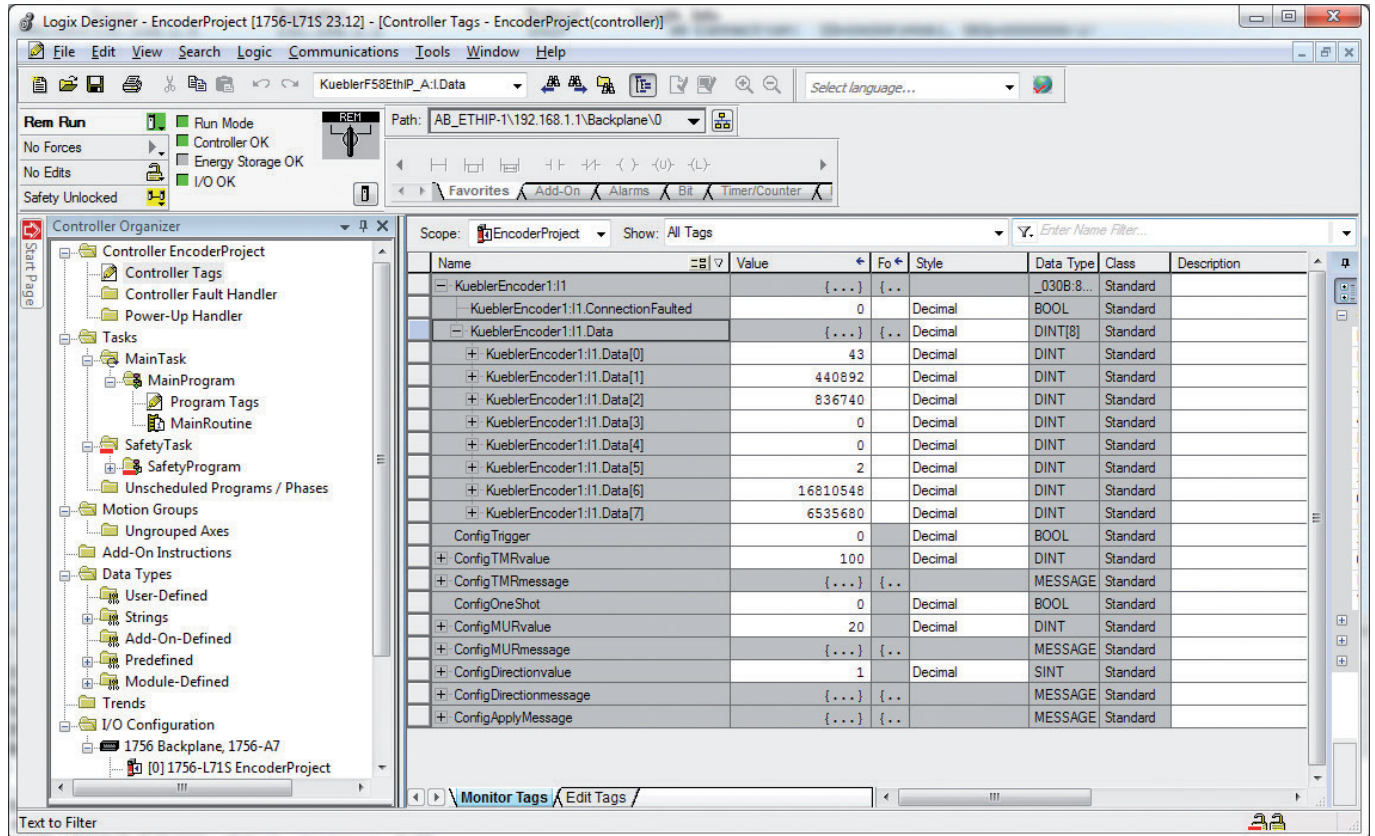 Logix Designer - EncoderProject [1756-L71S 23.12] - [Controller Tags - EncoderProject(controller)]
File Edit View Search Logic Communications Tools Window Help
KueblerF58EthIP_A:I.Data
Select language...
Rem Run
No Forces
No Edits
Safety Unlocked
Run Mode
Controller OK
Energy Storage OK
I/O OK
REM
Path: AB_ETHIP-1\192.168.1.1\Backplane\0
Favorites Add-On Alarms Bit Timer/Counter
Start Page
Controller Organizer
Controller EncoderProject
Controller Tags
Controller Fault Handler
Power-Up Handler
Tasks
MainTask
MainProgram
Program Tags
MainRoutine
SafetyTask
SafetyProgram
Unscheduled Programs / Phases
Motion Groups
Ungrouped Axes
Add-On Instructions
Data Types
User-Defined
Strings
Add-On-Defined
Predefined
Module-Defined
Trends
I/O Configuration
1756 Backplane, 1756-A7
[0] 1756-L71S EncoderProject
Scope: EncoderProject Show: All Tags Enter Name Filter...
Name Value Fo Style Data Type Class Description
KueblerEncoder1:I1 {...} {.. _030B:8... Standard
KueblerEncoder1:I1.ConnectionFaulted 0 Decimal BOOL Standard
KueblerEncoder1:I1.Data {...} {.. Decimal DINT[8] Standard
KueblerEncoder1:I1.Data[0] 43 Decimal DINT Standard
KueblerEncoder1:I1.Data[1] 440892 Decimal DINT Standard
KueblerEncoder1:I1.Data[2] 836740 Decimal DINT Standard
KueblerEncoder1:I1.Data[3] 0 Decimal DINT Standard
KueblerEncoder1:I1.Data[4] 0 Decimal DINT Standard
KueblerEncoder1:I1.Data[5] 2 Decimal DINT Standard
KueblerEncoder1:I1.Data[6] 16810548 Decimal DINT Standard
KueblerEncoder1:I1.Data[7] 6535680 Decimal DINT Standard
ConfigTrigger 0 Decimal BOOL Standard
ConfigTMRvalue 100 Decimal DINT Standard
ConfigTMRmessage {...} {.. MESSAGE Standard
ConfigOneShot 0 Decimal BOOL Standard
ConfigMURvalue 20 Decimal DINT Standard
ConfigMURmessage {...} {.. MESSAGE Standard
ConfigDirectionvalue 1 Decimal SINT Standard
ConfigDirectionmessage {...} {.. MESSAGE Standard
ConfigApplyMessage {...} {.. MESSAGE Standard
Monitor Tags Edit Tags
Text to Filter